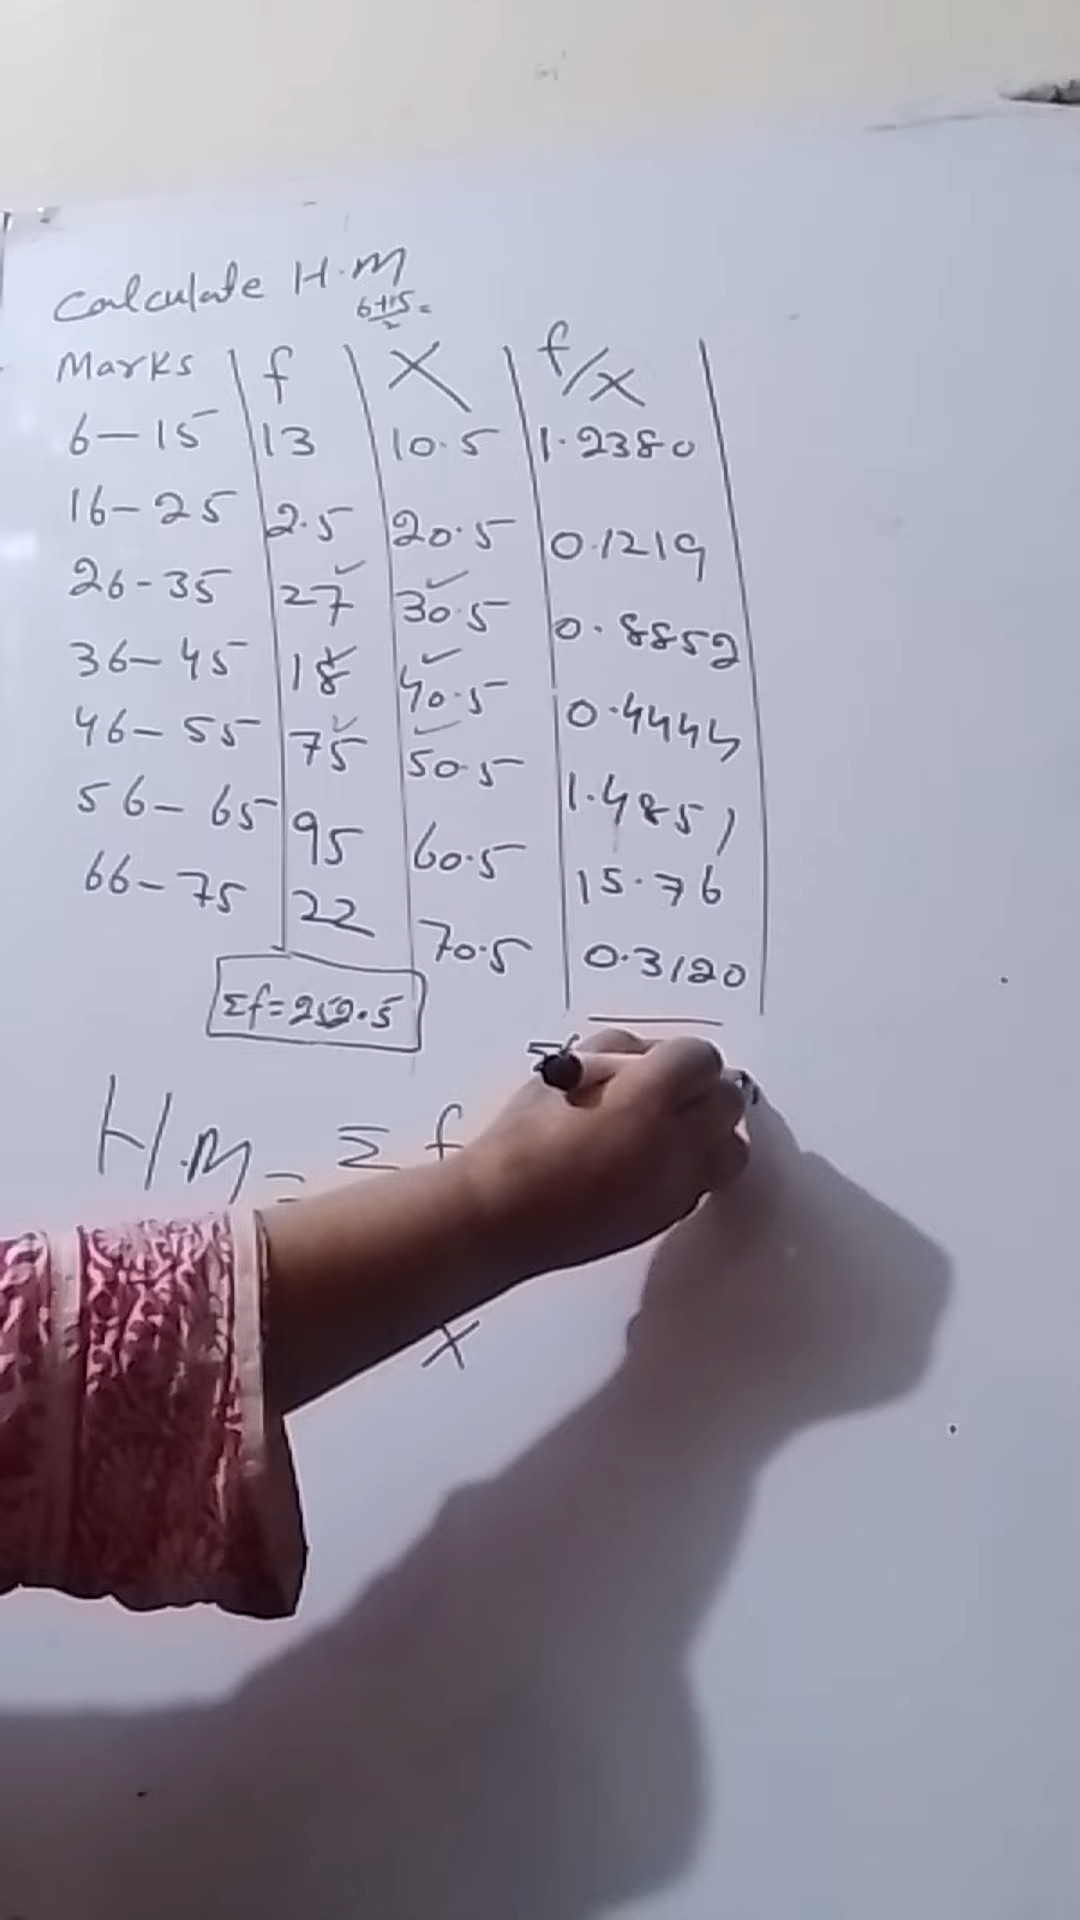 Calculate H.M
6+15/2 =
Marks f X f/x
6-15 13 10.5 1.2380
16-25 2.5 20.5 0.1219
26-35 27 30.5 0.8852
36-45 18 40.5 0.4444
46-55 75 50.5 1.4851
56-65 95 60.5 15.76
66-75 22 70.5 0.3120
Σf=252.5
H.M = Σ f
x